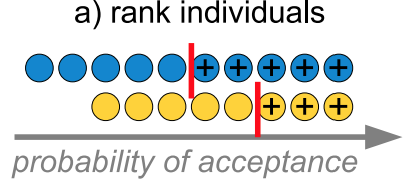 a) rank individuals
+ + + + +
+ + +
probability of acceptance